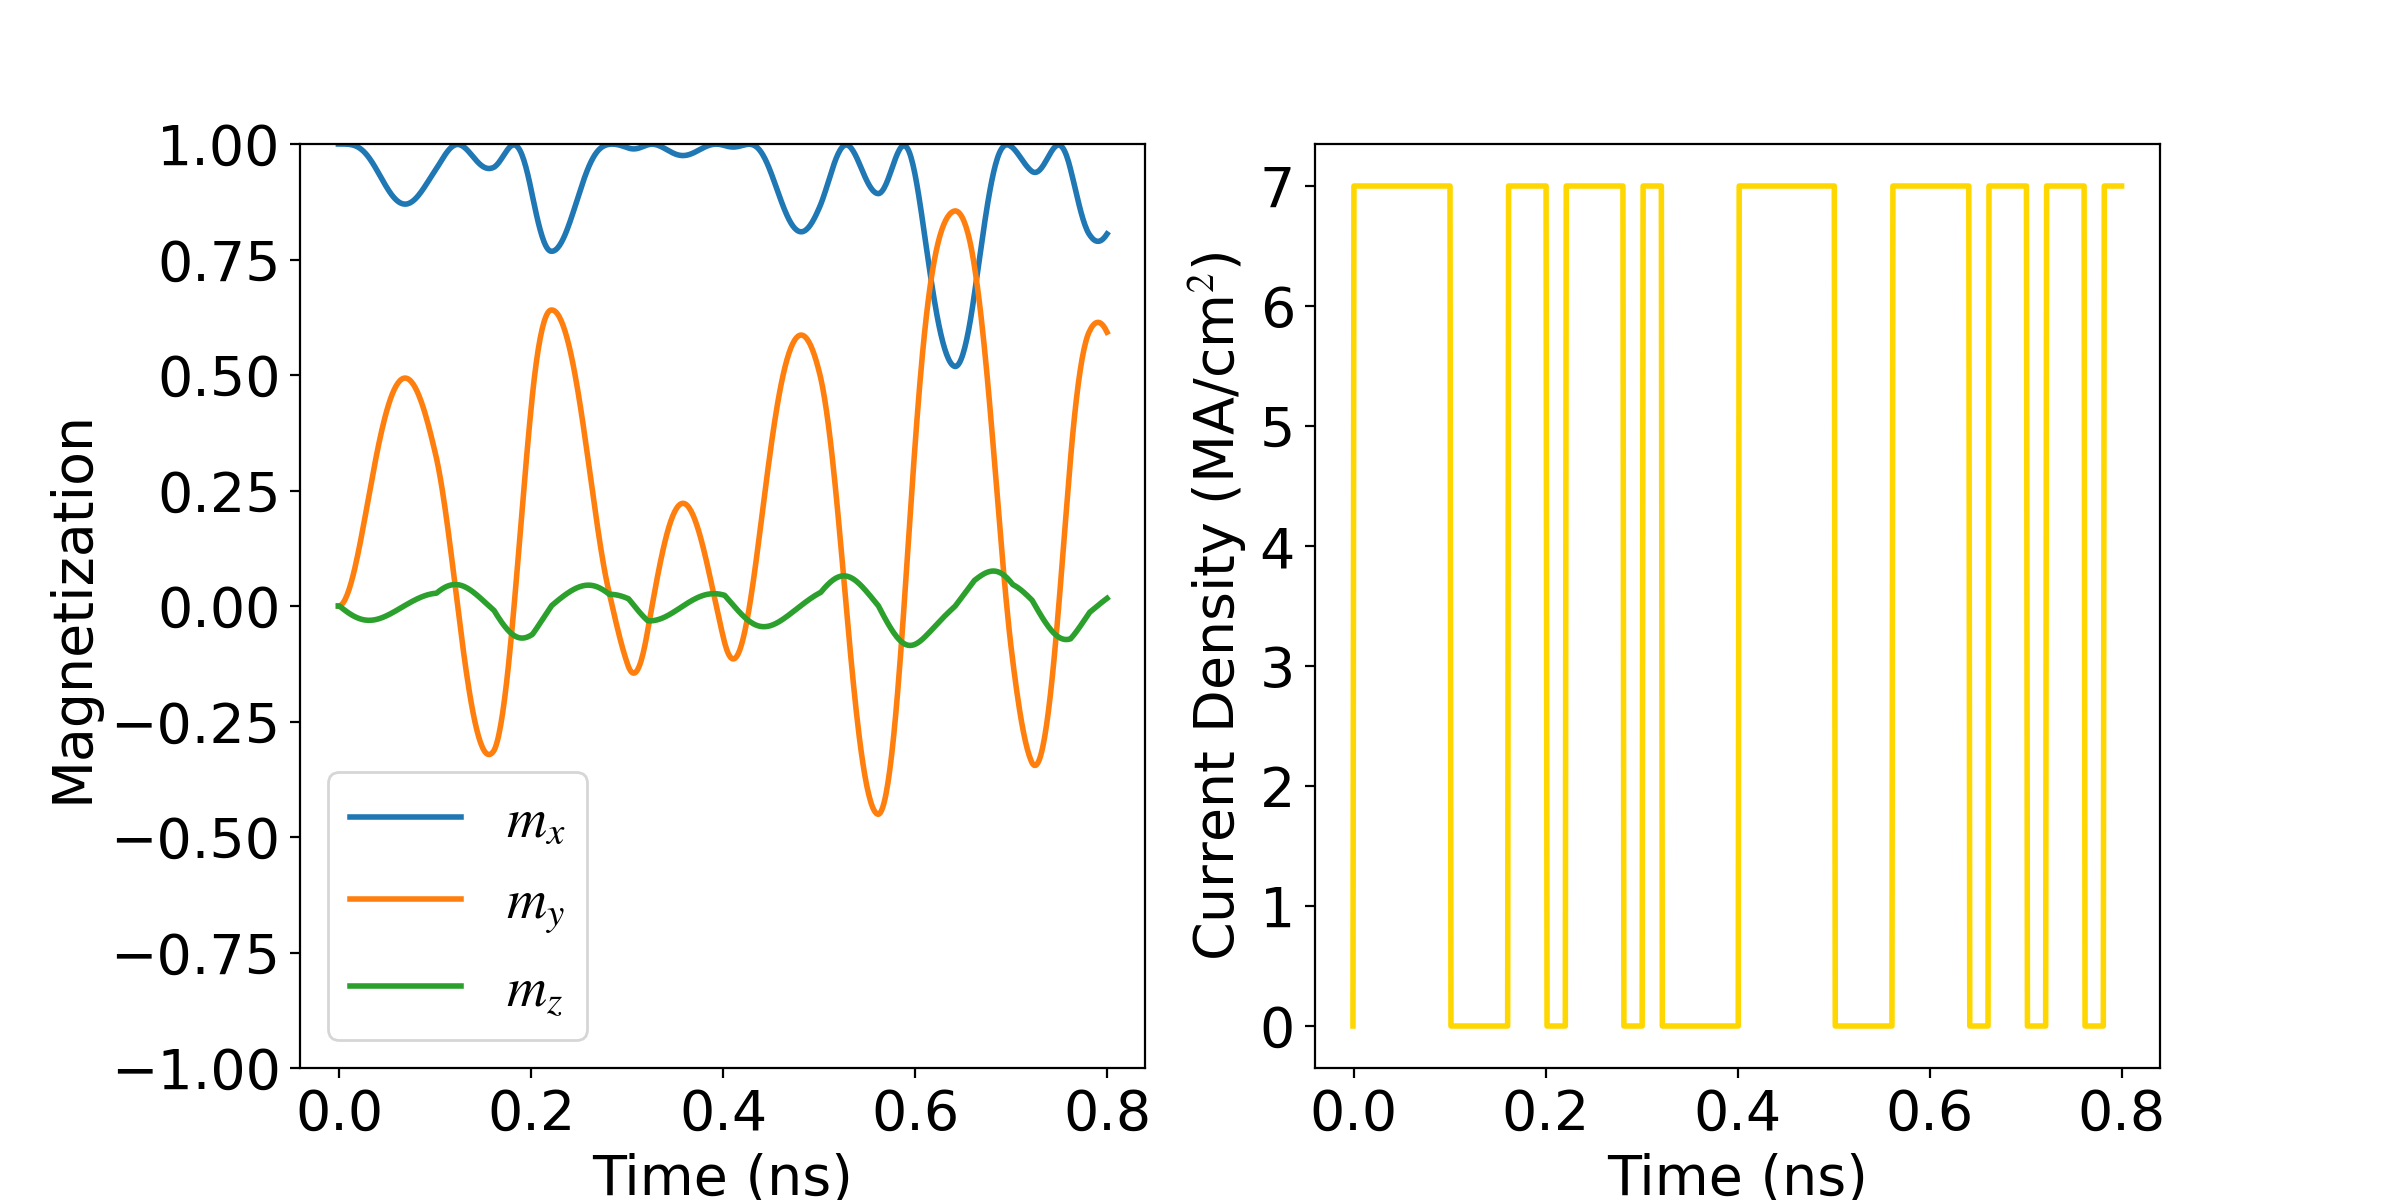 Magnetization
1.00
0.75
0.50
0.25
0.00
−0.25
−0.50
−0.75
−1.00
m_x
m_y
m_z
0.0 0.2 0.4 0.6 0.8
Time (ns)
Current Density (MA/cm²)
7
6
5
4
3
2
1
0
0.0 0.2 0.4 0.6 0.8
Time (ns)